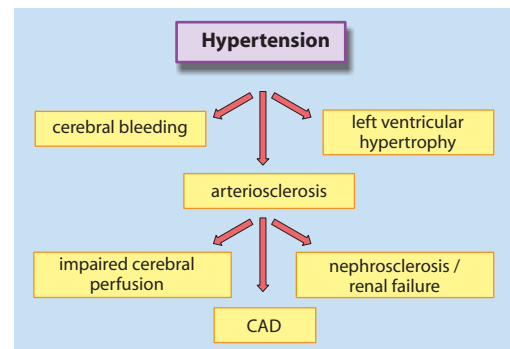 Hypertension
cerebral bleeding
left ventricular
hypertrophy
arteriosclerosis
impaired cerebral
perfusion
nephrosclerosis /
renal failure
CAD